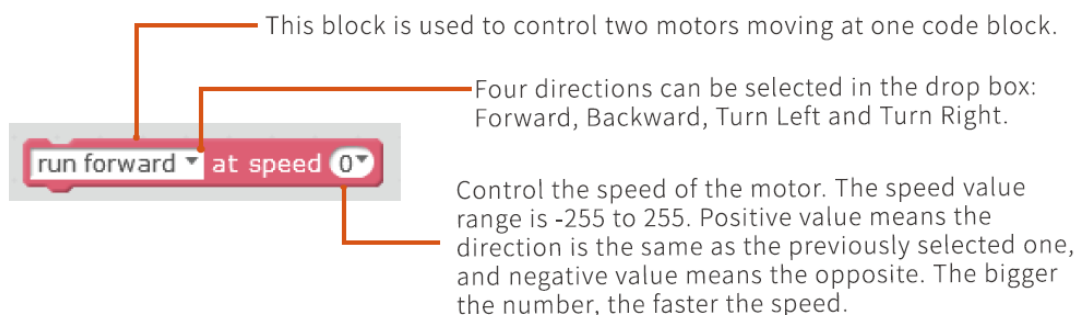 This block is used to control two motors moving at one code block.
Four directions can be selected in the drop box:
Forward, Backward, Turn Left and Turn Right.
run forward at speed 0
Control the speed of the motor. The speed value
range is -255 to 255. Positive value means the
direction is the same as the previously selected one,
and negative value means the opposite. The bigger
the number, the faster the speed.